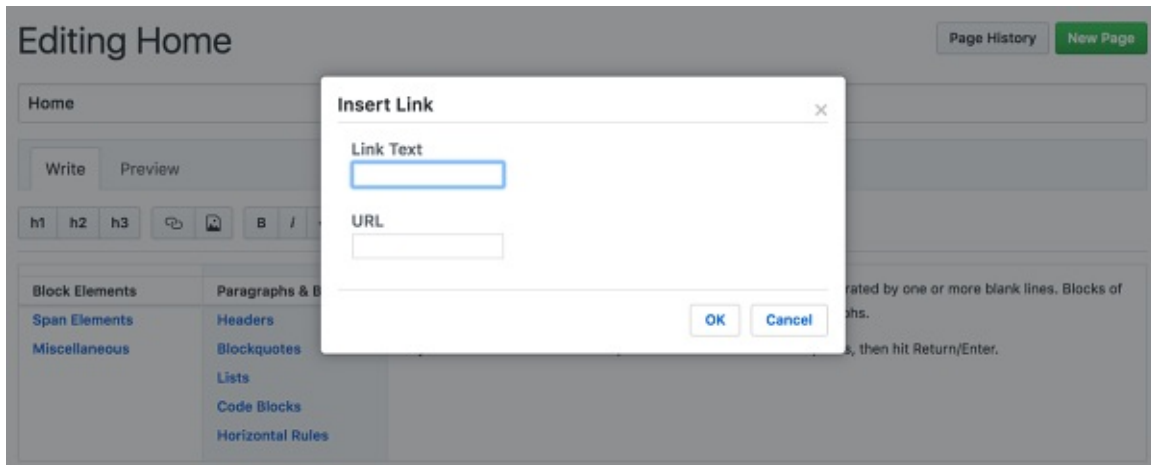 Editing Home
Page History
New Page
Home
Insert Link
×
Link Text
Write
Preview
h1 h2 h3
B I
URL
Block Elements
Span Elements
Miscellaneous
Paragraphs & B
Headers
Blockquotes
Lists
Code Blocks
Horizontal Rules
rated by one or more blank lines. Blocks of
then hit Return/Enter.
OK
Cancel